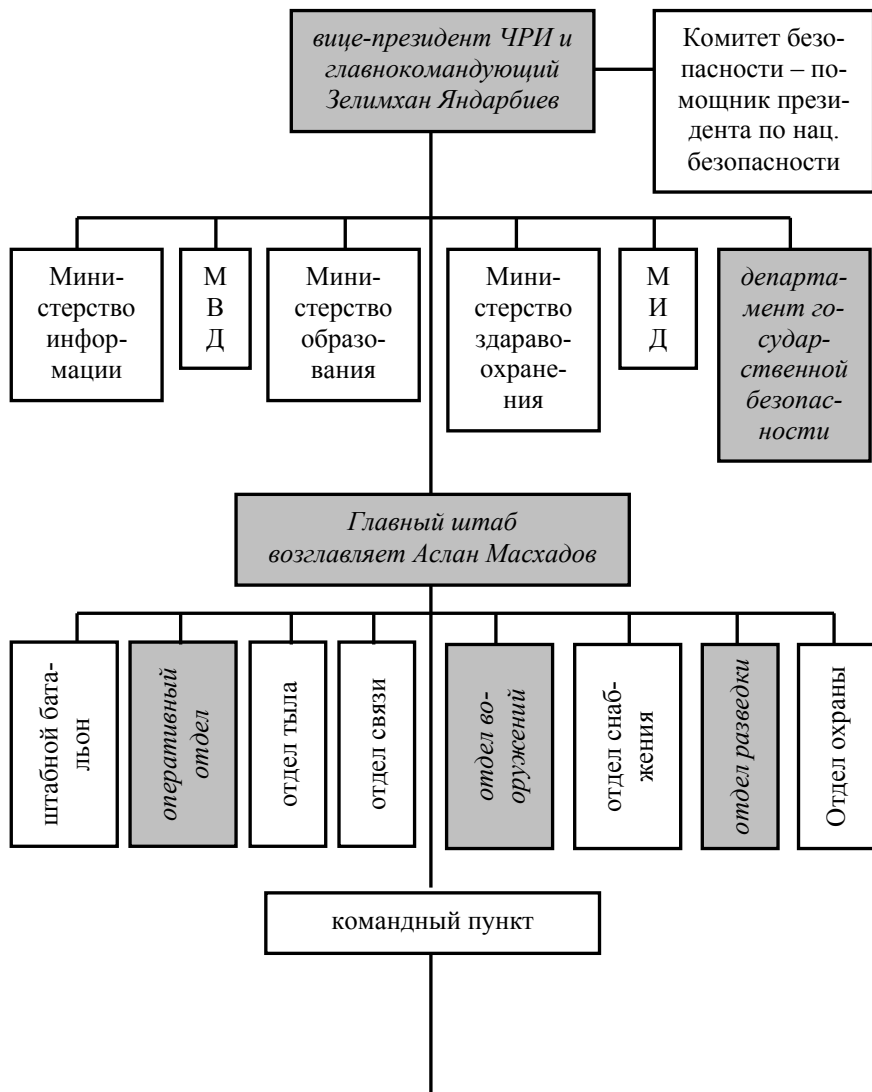 вице-президент ЧРИ и
главнокомандующий
Зелимхан Яндарбиев
Комитет безо-
пасности – по-
мощник прези-
дента по нац.
безопасности
Мини-
стерство
инфор-
мации
М
В
Д
Мини-
стерство
образо-
вания
Мини-
стерство
здараво-
охране-
ния
М
И
Д
департа-
мент го-
сударст-
венной
безопас-
ности
Главный штаб
возглавляет Аслан Масхадов
штабной бата-
льон
оперативный
отдел
отдел тыла
отдел связи
отдел во-
оружений
отдел снаб-
жения
отдел разведки
Отдел охраны
командный пункт